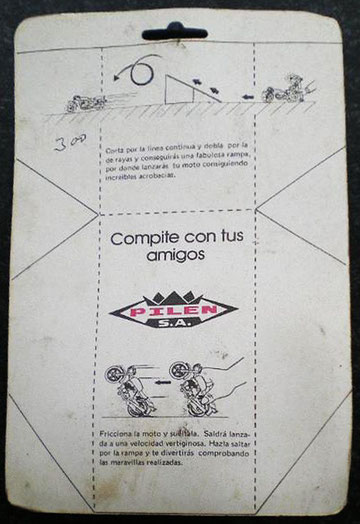 300
Corta por la línea continua y dobla por la
de rayas y conseguirás una fabulosa rampa,
por donde lanzarás tu moto consiguiendo
increíbles acrobacias.
Compite con tus
amigos
PILEN
S.A.
Fricciona la moto y suéltala. Saldrá lanza-
da a una velocidad vertiginosa. Hazla saltar
por la rampa y te divertirás comprobando
las maravillas realizadas.